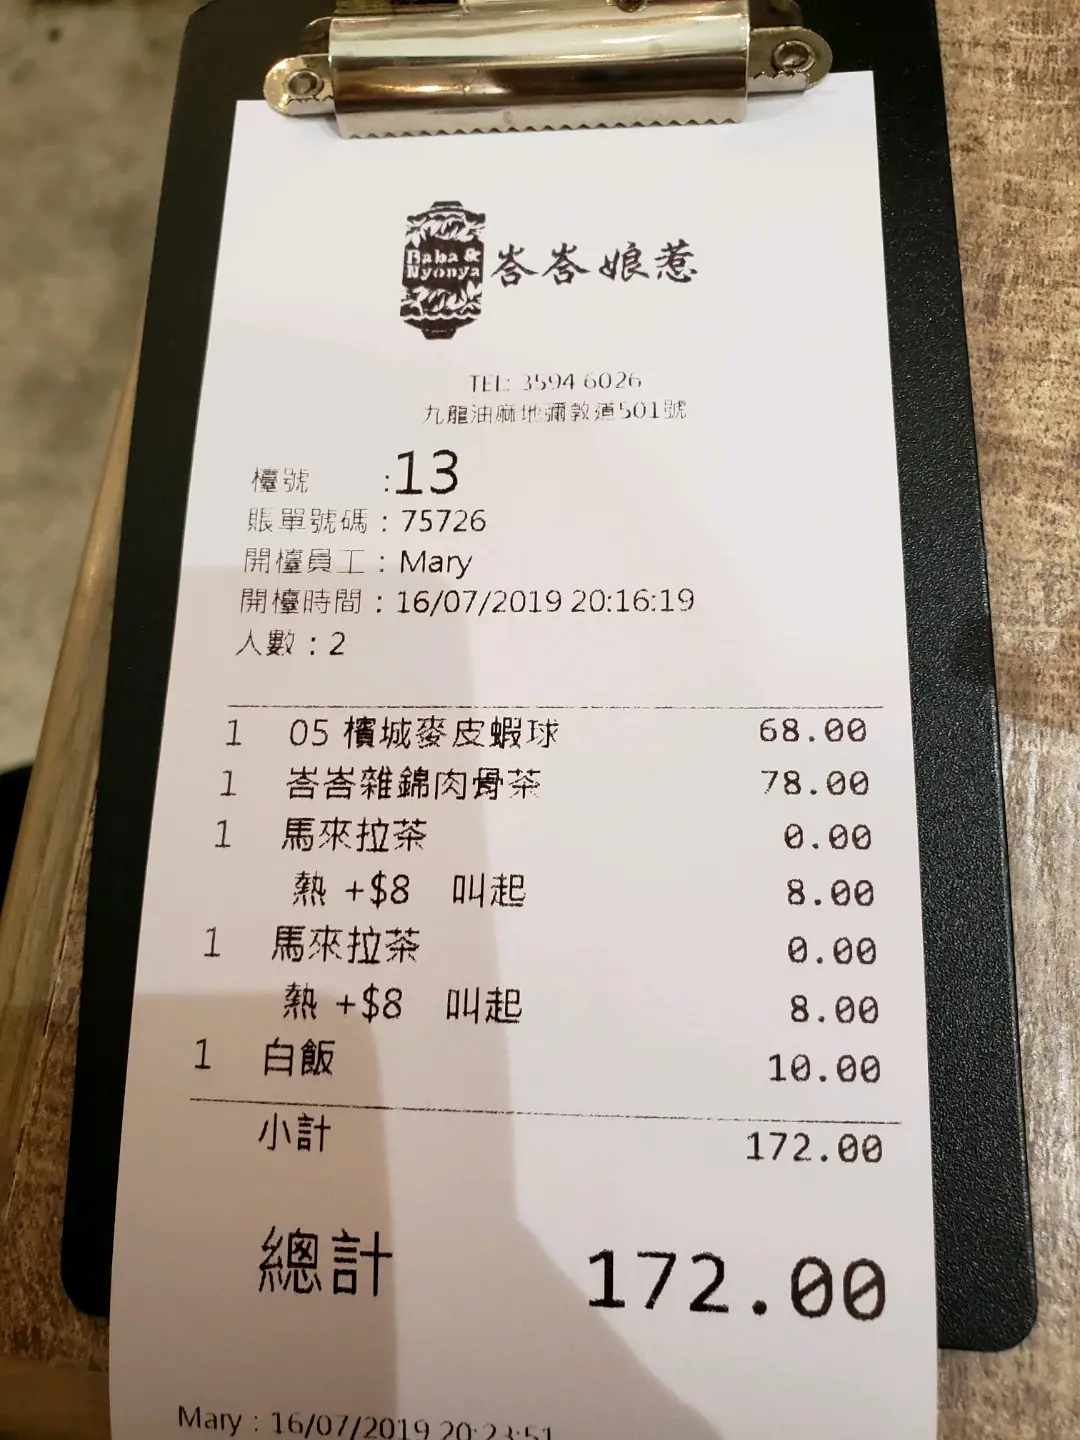 Baba &
Nyonya
峇峇娘惹
TEL: 3594 6026
九龍油麻地彌敦道501號
檯號 :13
賬單號碼 : 75726
開檯員工 : Mary
開檯時間 : 16/07/2019 20:16:19
人數 : 2
1 05 檳城麥皮蝦球 68.00
1 峇峇雜錦肉骨茶 78.00
1 馬來拉茶 0.00
熱 +$8 叫起 8.00
1 馬來拉茶 0.00
熱 +$8 叫起 8.00
1 白飯 10.00
小計 172.00
總計 172.00
Mary : 16/07/2019 20:23:51